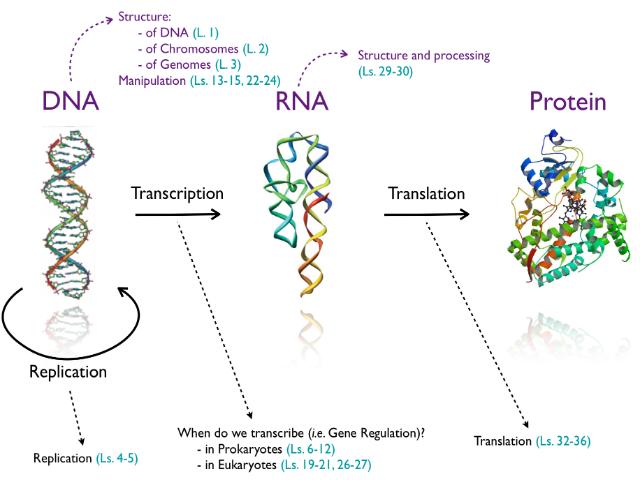 Structure:
- of DNA (L. 1)
- of Chromosomes (L. 2)
- of Genomes (L. 3)
Manipulation (Ls. 13-15, 22-24)
Structure and processing
(Ls. 29-30)
DNA
RNA
Protein
Transcription
Translation
Replication
When do we transcribe (i.e. Gene Regulation)?
- in Prokaryotes (Ls. 6-12)
- in Eukaryotes (Ls. 19-21, 26-27)
Translation (Ls. 32-36)
Replication (Ls. 4-5)